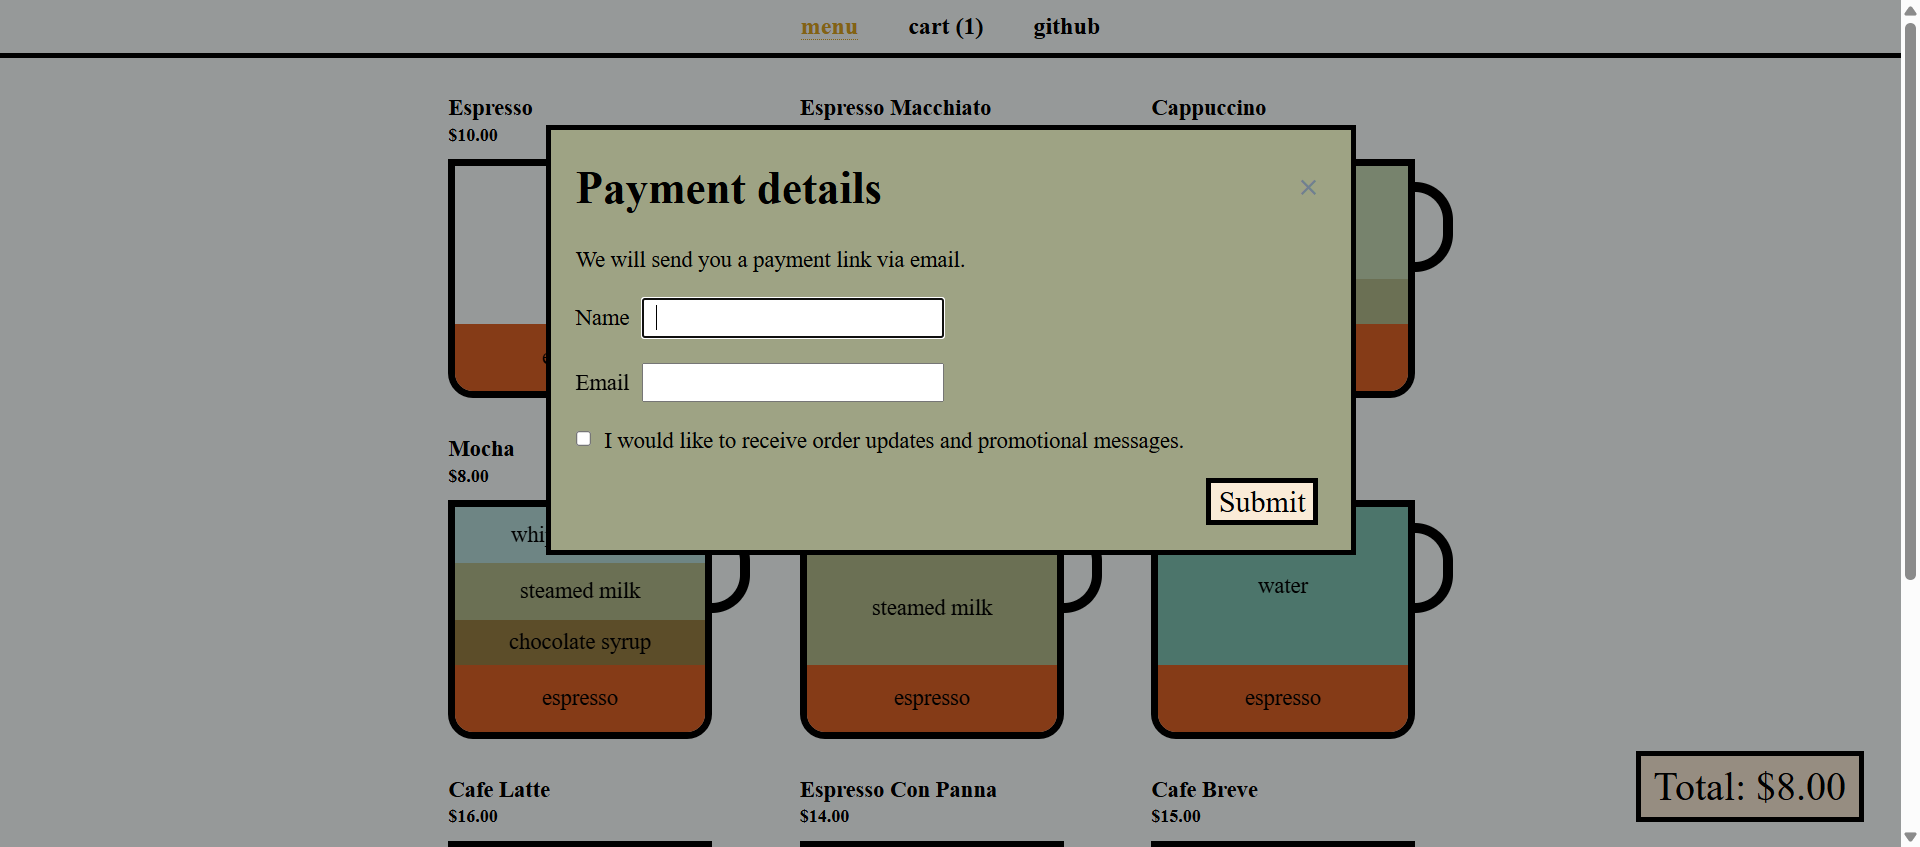 menu cart (1) github
Espresso
$10.00
Espresso Macchiato
Cappuccino
Payment details
×
We will send you a payment link via email.
Name
Email
I would like to receive order updates and promotional messages.
Submit
Mocha
$8.00
steamed milk
chocolate syrup
espresso
steamed milk
espresso
water
espresso
Cafe Latte
$16.00
Espresso Con Panna
$14.00
Cafe Breve
$15.00
Total: $8.00